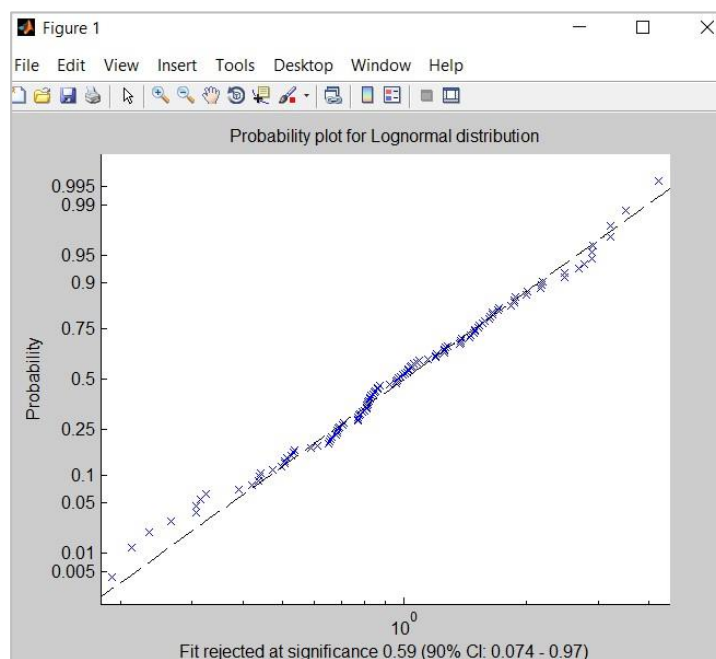 Figure 1
File Edit View Insert Tools Desktop Window Help
Probability plot for Lognormal distribution
0.995
0.99
0.95
0.9
0.75
0.5
0.25
0.1
0.05
0.01
0.005
Probability
10^0
Fit rejected at significance 0.59 (90% CI: 0.074 - 0.97)